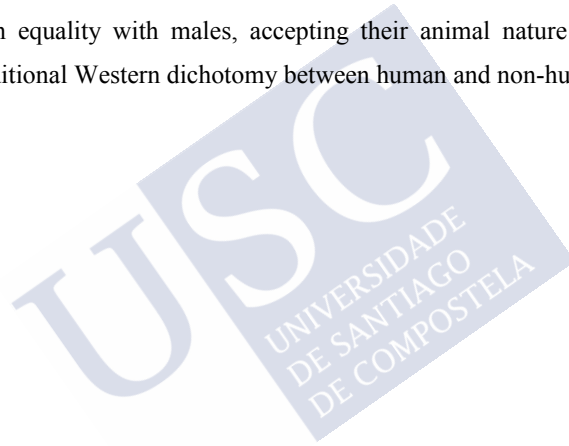 n equality with males, accepting their animal nature
ditional Western dichotomy between human and non-hu
USC
UNIVERSIDADE
DE SANTIAGO
DE COMPOSTELA